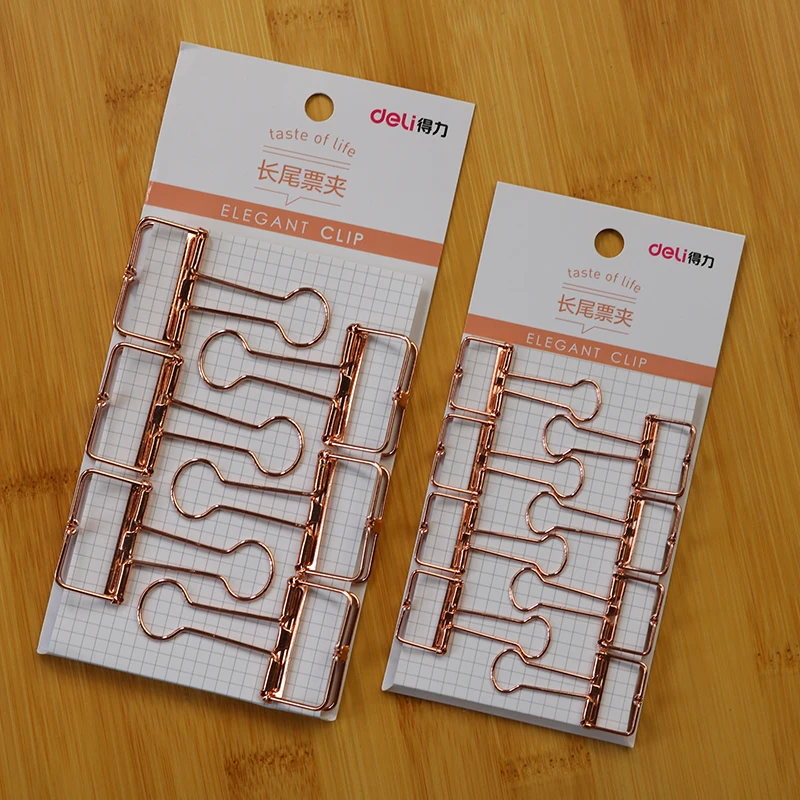 deli得力
taste of life
长尾票夹
ELEGANT CLIP
deli得力
taste of life
长尾票夹
ELEGANT CLIP